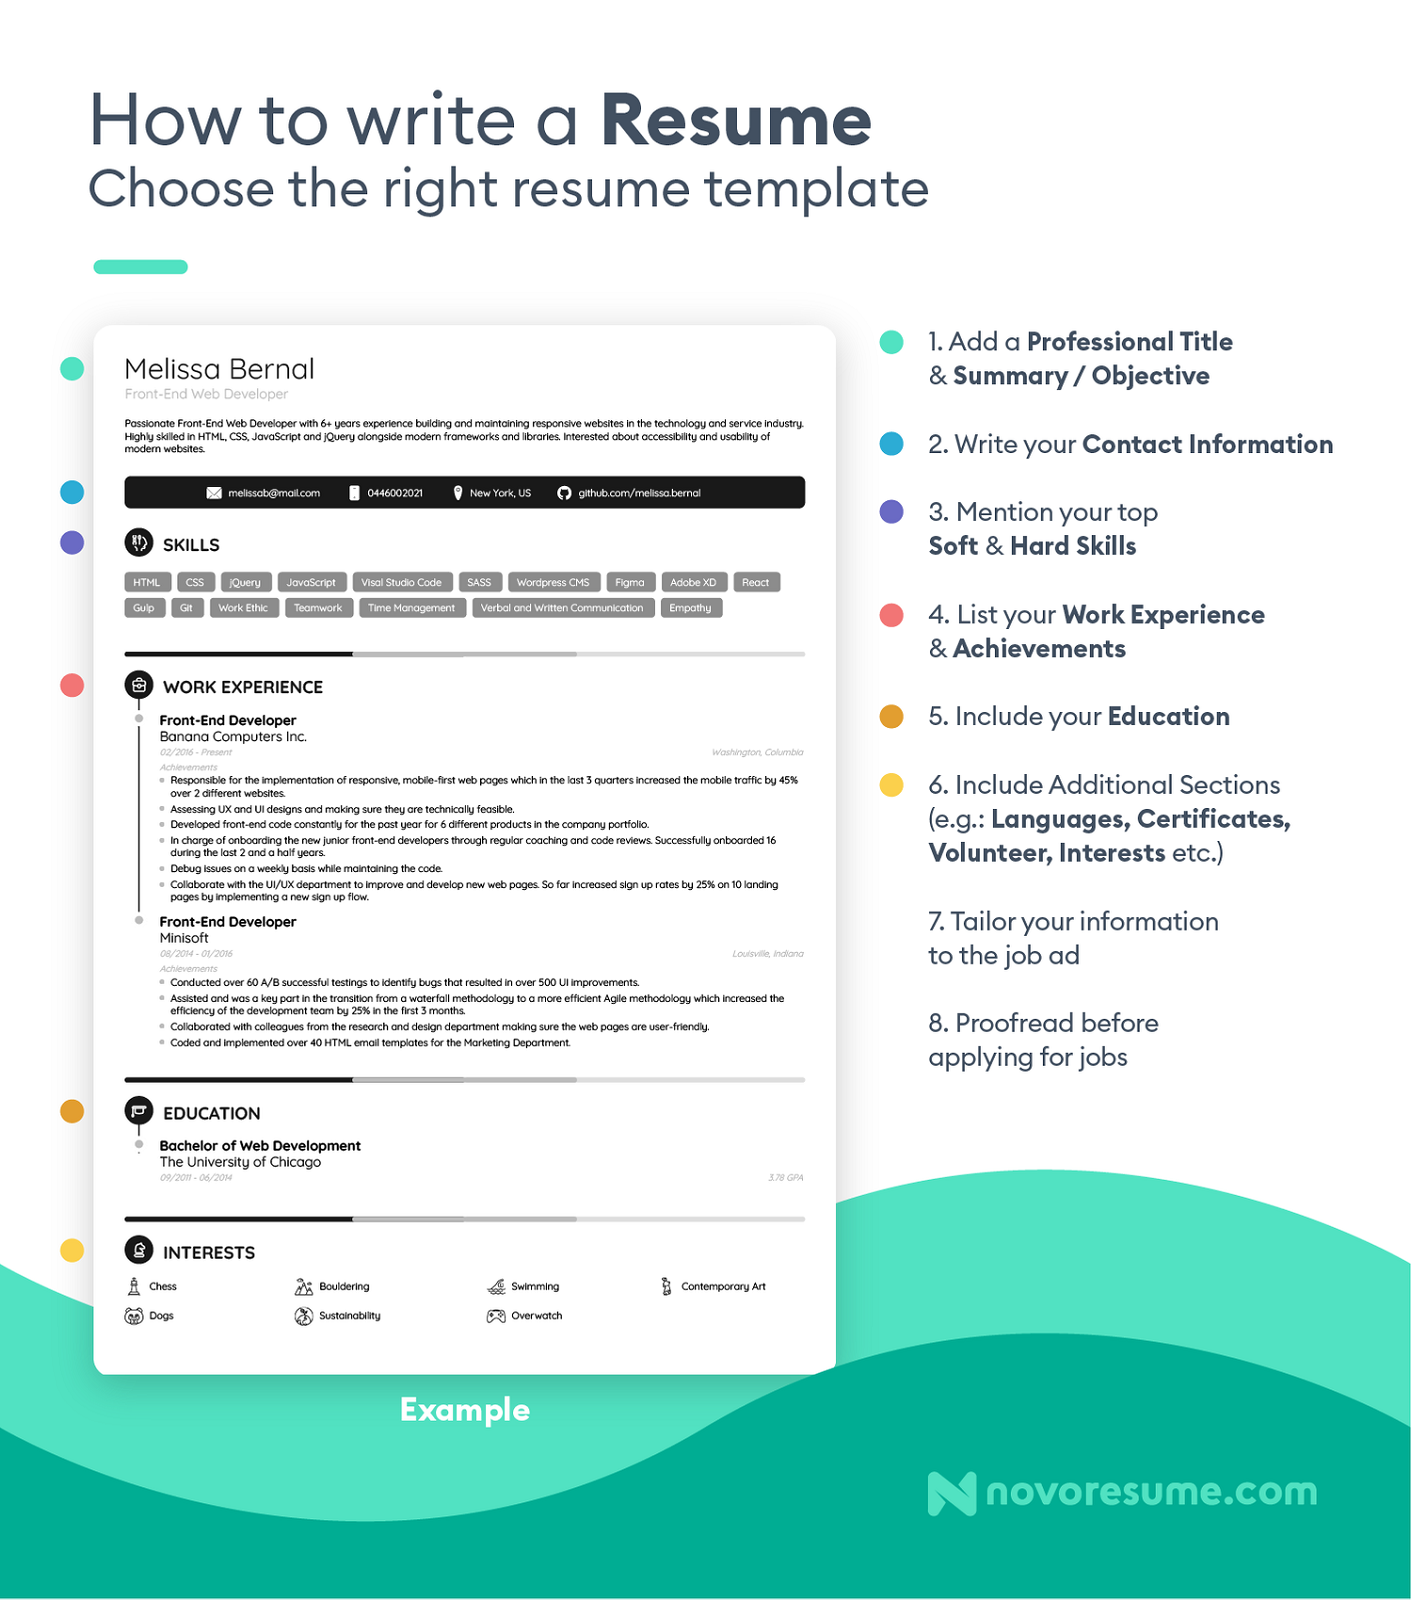 How to write a Resume
Choose the right resume template
Melissa Bernal
Front-End Web Developer
Passionate Front-End Web Developer with 6+ years experience building and maintaining responsive websites in the technology and service industry.
Highly skilled in HTML, CSS, JavaScript and jQuery alongside modern frameworks and libraries. Interested about accessibility and usability of
modern websites.
melissab@mail.com 0446002021 New York, US github.com/melissa.bernal
SKILLS
HTML CSS jQuery JavaScript Visal Studio Code SASS Wordpress CMS Figma Adobe XD React
Gulp Git Work Ethic Teamwork Time Management Verbal and Written Communication Empathy
WORK EXPERIENCE
Front-End Developer
Banana Computers Inc.
02/2016 - Present Washington, Columbia
Achievements
Responsible for the implementation of responsive, mobile-first web pages which in the last 3 quarters increased the mobile traffic by 45%
over 2 different websites.
Assessing UX and UI designs and making sure they are technically feasible.
Developed front-end code constantly for the past year for 6 different products in the company portfolio.
In charge of onboarding the new junior front-end developers through regular coaching and code reviews. Successfully onboarded 16
during the last 2 and a half years.
Debug issues on a weekly basis while maintaining the code.
Collaborate with the UI/UX department to improve and develop new web pages. So far increased sign up rates by 25% on 10 landing
pages by implementing a new sign up flow.
Front-End Developer
Minisoft
08/2014 - 01/2016 Louisville, Indiana
Achievements
Conducted over 60 A/B successful testings to identify bugs that resulted in over 500 UI improvements.
Assisted and was a key part in the transition from a waterfall methodology to a more efficient Agile methodology which increased the
efficiency of the development team by 25% in the first 3 months.
Collaborated with colleagues from the research and design department making sure the web pages are user-friendly.
Coded and implemented over 40 HTML email templates for the Marketing Department.
EDUCATION
Bachelor of Web Development
The University of Chicago
09/2011 - 06/2014 3.78 GPA
INTERESTS
Chess Bouldering Swimming Contemporary Art
Dogs Sustainability Overwatch
Example
1. Add a Professional Title
& Summary / Objective
2. Write your Contact Information
3. Mention your top
Soft & Hard Skills
4. List your Work Experience
& Achievements
5. Include your Education
6. Include Additional Sections
(e.g.: Languages, Certificates,
Volunteer, Interests etc.)
7. Tailor your information
to the job ad
8. Proofread before
applying for jobs
novoresume.com